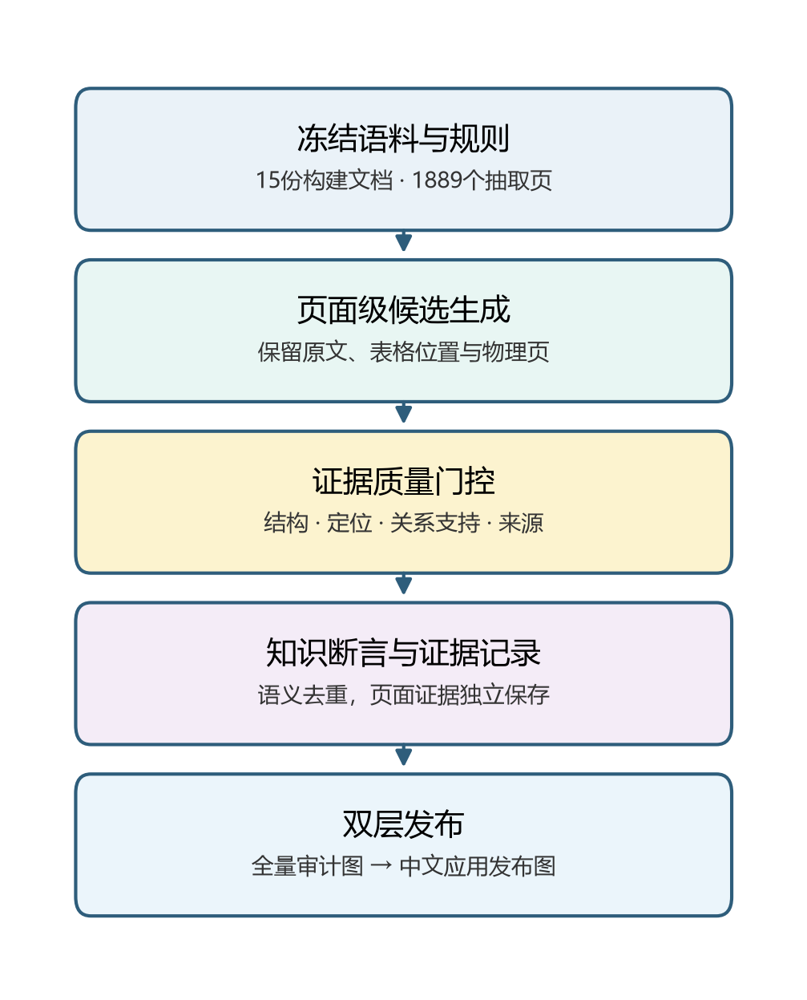 冻结语料与规则
15份构建文档 · 1889个抽取页
页面级候选生成
保留原文、表格位置与物理页
证据质量门控
结构 · 定位 · 关系支持 · 来源
知识断言与证据记录
语义去重，页面证据独立保存
双层发布
全量审计图 → 中文应用发布图